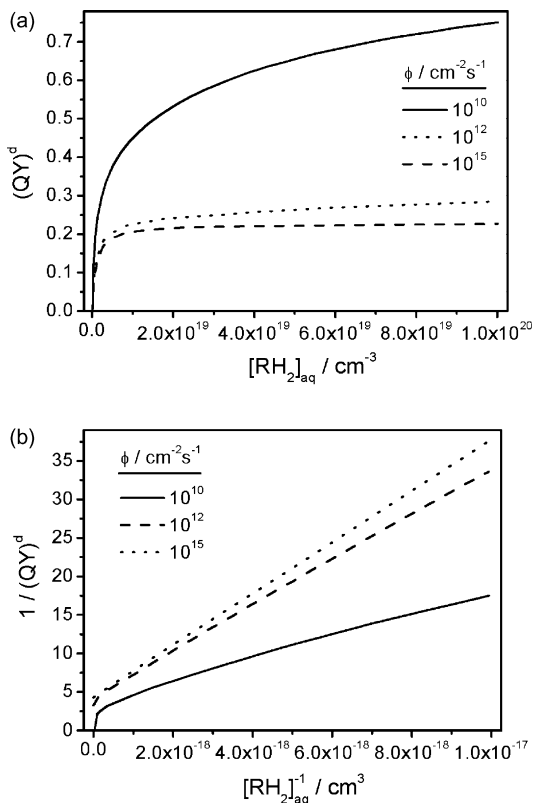 (a)
(QY)^d
0.7
0.6
0.5
0.4
0.3
0.2
0.1
0.0
ϕ / cm⁻²s⁻¹
10¹⁰
10¹²
10¹⁵
0.0 2.0x10¹⁹ 4.0x10¹⁹ 6.0x10¹⁹ 8.0x10¹⁹ 1.0x10²⁰
[RH₂]aq / cm⁻³
(b)
1 / (QY)^d
35
30
25
20
15
10
5
0
ϕ / cm⁻²s⁻¹
10¹⁰
10¹²
10¹⁵
0.0 2.0x10⁻¹⁸ 4.0x10⁻¹⁸ 6.0x10⁻¹⁸ 8.0x10⁻¹⁸ 1.0x10⁻¹⁷
[RH₂]⁻¹aq / cm³